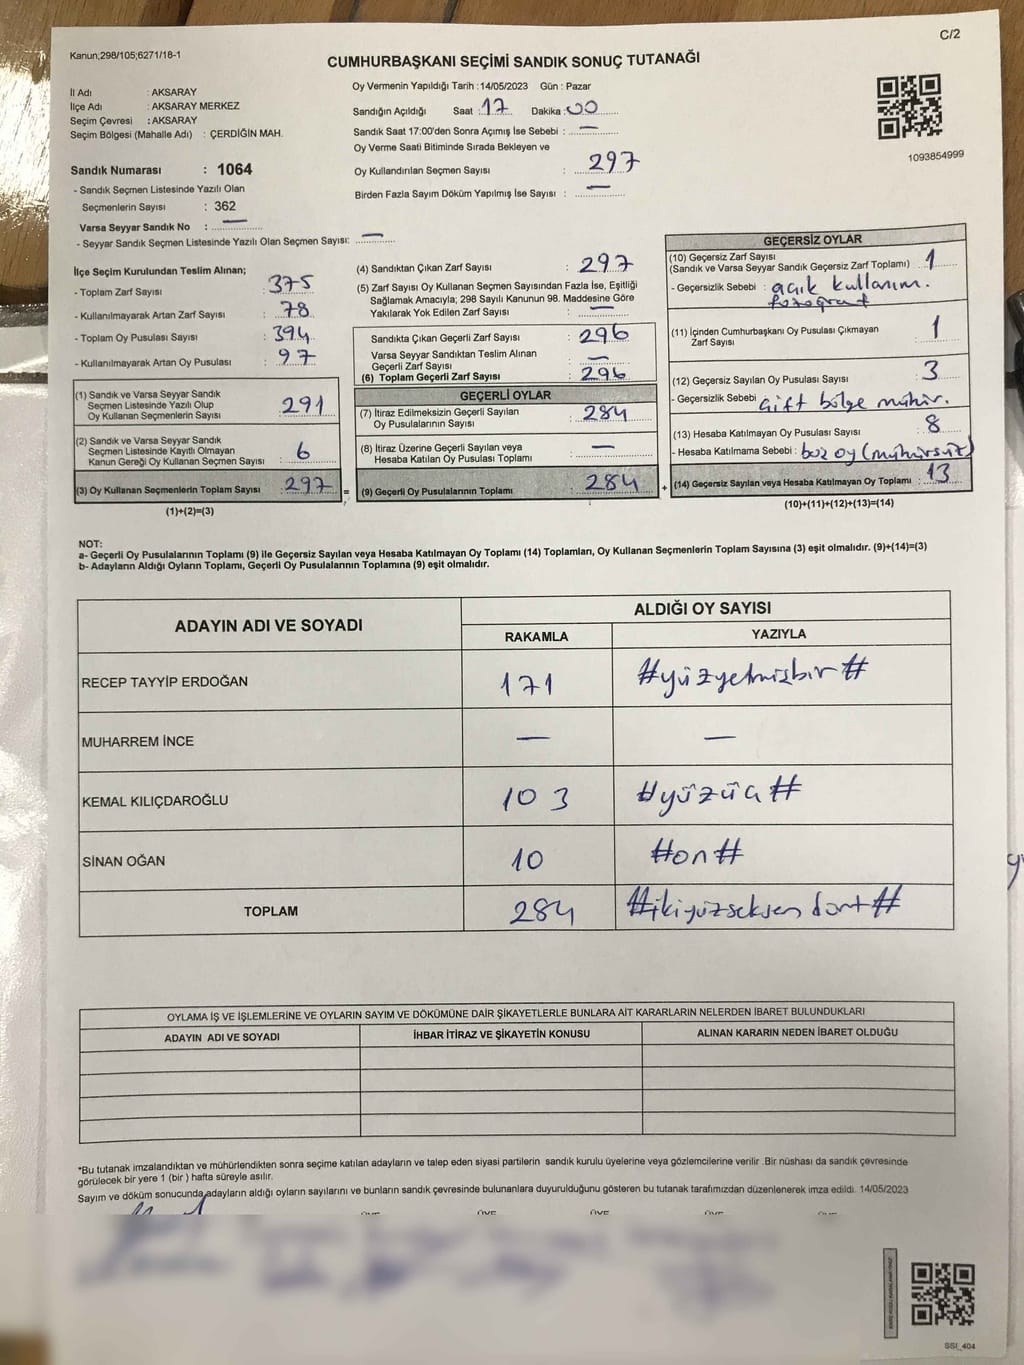 C/2
Kanun;298/105;6271/18-1
CUMHURBAŞKANI SEÇİMİ SANDIK SONUÇ TUTANAĞI
İl Adı : AKSARAY
İlçe Adı : AKSARAY MERKEZ
Seçim Çevresi : AKSARAY
Seçim Bölgesi (Mahalle Adı) : ÇERDİĞİN MAH.
Sandık Numarası : 1064
- Sandık Seçmen Listesinde Yazılı Olan
Seçmenlerin Sayısı : 362
Varsa Seyyar Sandık No : —
- Seyyar Sandık Seçmen Listesinde Yazılı Olan Seçmen Sayısı: —
Oy Vermenin Yapıldığı Tarih : 14/05/2023 Gün : Pazar
Sandığın Açıldığı Saat : 17 Dakika : 00
Sandık Saat 17:00'den Sonra Açımış İse Sebebi : —
Oy Verme Saati Bitiminde Sırada Bekleyen ve
Oy Kullandırılan Seçmen Sayısı : 297
Birden Fazla Sayım Döküm Yapılmış İse Sayısı : —
1093854999
İlçe Seçim Kurulundan Teslim Alınan;
- Toplam Zarf Sayısı : 375
- Kullanılmayarak Artan Zarf Sayısı : 78
- Toplam Oy Pusulası Sayısı : 394
- Kullanılmayarak Artan Oy Pusulası : 97
(1) Sandık ve Varsa Seyyar Sandık
Seçmen Listesinde Yazılı Olup
Oy Kullanan Seçmenlerin Sayısı : 291
(2) Sandık ve Varsa Seyyar Sandık
Seçmen Listesinde Kayıtlı Olmayan
Kanun Gereği Oy Kullanan Seçmen Sayısı : 6
(3) Oy Kullanan Seçmenlerin Toplam Sayısı : 297 =
(1)+(2)=(3)
(4) Sandıktan Çıkan Zarf Sayısı : 297
(5) Zarf Sayısı Oy Kullanan Seçmen Sayısından Fazla İse, Eşitliği
Sağlamak Amacıyla; 298 Sayılı Kanunun 98. Maddesine Göre
Yakılarak Yok Edilen Zarf Sayısı : —
Sandıkta Çıkan Geçerli Zarf Sayısı : 296
Varsa Seyyar Sandıktan Teslim Alınan
Geçerli Zarf Sayısı : —
(6) Toplam Geçerli Zarf Sayısı : 296
GEÇERLİ OYLAR
(7) İtiraz Edilmeksizin Geçerli Sayılan
Oy Pusulalarının Sayısı : 284
(8) İtiraz Üzerine Geçerli Sayılan veya
Hesaba Katılan Oy Pusulası Toplamı : —
(9) Geçerli Oy Pusulalarının Toplamı : 284 +
GEÇERSİZ OYLAR
(10) Geçersiz Zarf Sayısı
(Sandık ve Varsa Seyyar Sandık Geçersiz Zarf Toplamı) : 1
- Geçersizlik Sebebi : açık kullanım.
fotoğraf
(11) İçinden Cumhurbaşkanı Oy Pusulası Çıkmayan
Zarf Sayısı : 1
(12) Geçersiz Sayılan Oy Pusulası Sayısı : 3
- Geçersizlik Sebebi : çift bölge mühür.
(13) Hesaba Katılmayan Oy Pusulası Sayısı : 8
- Hesaba Katılmama Sebebi : boz oy (mühürsüz)
(14) Geçersiz Sayılan veya Hesaba Katılmayan Oy Toplamı : 13
(10)+(11)+(12)+(13)=(14)
NOT:
a- Geçerli Oy Pusulalarının Toplamı (9) ile Geçersiz Sayılan veya Hesaba Katılmayan Oy Toplamı (14) Toplamları, Oy Kullanan Seçmenlerin Toplam Sayısına (3) eşit olmalıdır. (9)+(14)=(3)
b- Adayların Aldığı Oyların Toplamı, Geçerli Oy Pusulalarının Toplamına (9) eşit olmalıdır.
ADAYIN ADI VE SOYADI ALDIĞI OY SAYISI
RAKAMLA YAZIYLA
RECEP TAYYİP ERDOĞAN 171 #yüzyetmişbir#
MUHARREM İNCE — —
KEMAL KILIÇDAROĞLU 103 #yüzüç#
SİNAN OĞAN 10 #on#
TOPLAM 284 #ikiyüzseksen dört#
OYLAMA İŞ VE İŞLEMLERİNE VE OYLARIN SAYIM VE DÖKÜMÜNE DAİR ŞİKAYETLERLE BUNLARA AİT KARARLARIN NELERDEN İBARET BULUNDUKLARI
ADAYIN ADI VE SOYADI İHBAR İTİRAZ VE ŞİKAYETİN KONUSU ALINAN KARARIN NEDEN İBARET OLDUĞU
*Bu tutanak imzalandıktan ve mühürlendikten sonra seçime katılan adayların ve talep eden siyasi partilerin sandık kurulu üyelerine veya gözlemcilerine verilir .Bir nüshası da sandık çevresinde
görülecek bir yere 1 (bir ) hafta süreyle asılır.
Sayım ve döküm sonucunda,adayların aldığı oyların sayılarını ve bunların sandık çevresinde bulunanlara duyurulduğunu gösteren bu tutanak tarafımızdan düzenlenerek imza edildi. 14/05/2023
SSI_404